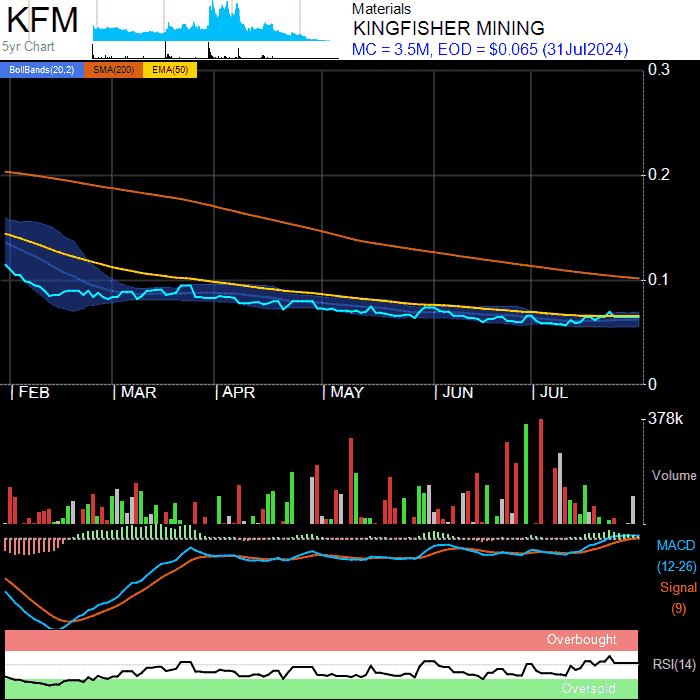 KFM
5yr Chart
Materials
KINGFISHER MINING
MC = 3.5M, EOD = $0.065 (31Jul2024)
BollBands(20,2) SMA(200) EMA(50)
0.3
0.2
0.1
0
FEB MAR APR MAY JUN JUL
378k
Volume
MACD
(12-26)
Signal
(9)
Overbought
RSI(14)
Oversold